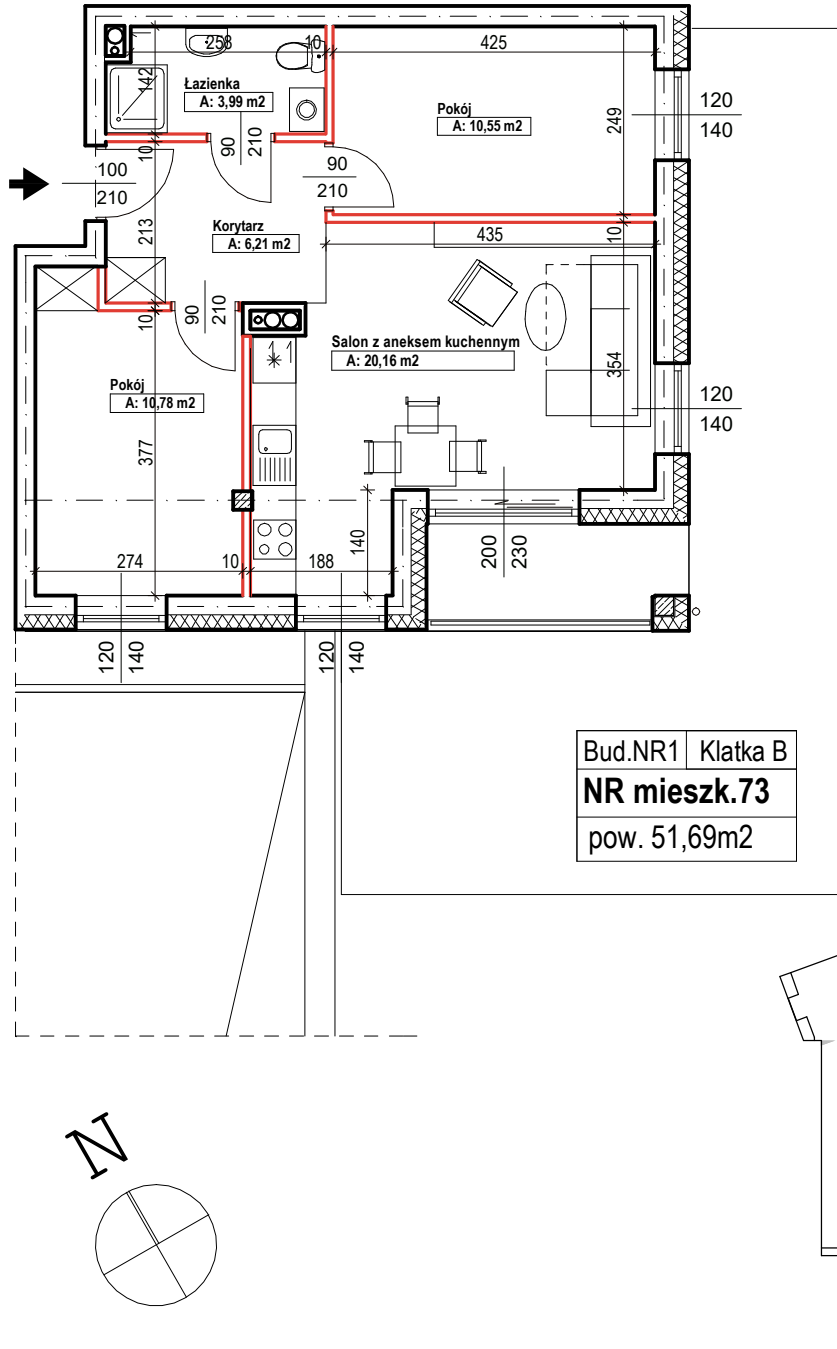 258
10
425
142
Łazienka
A: 3,99 m2
Pokój
A: 10,55 m2
249
120
140
10
90
210
90
210
100
210
213
Korytarz
A: 6,21 m2
435
10
10
90
210
Salon z aneksem kuchennym
A: 20,16 m2
354
Pokój
A: 10,78 m2
120
140
377
140
200
230
274
10
188
120
140
120
140
Bud.NR1 Klatka B
NR mieszk.73
pow. 51,69m2
N